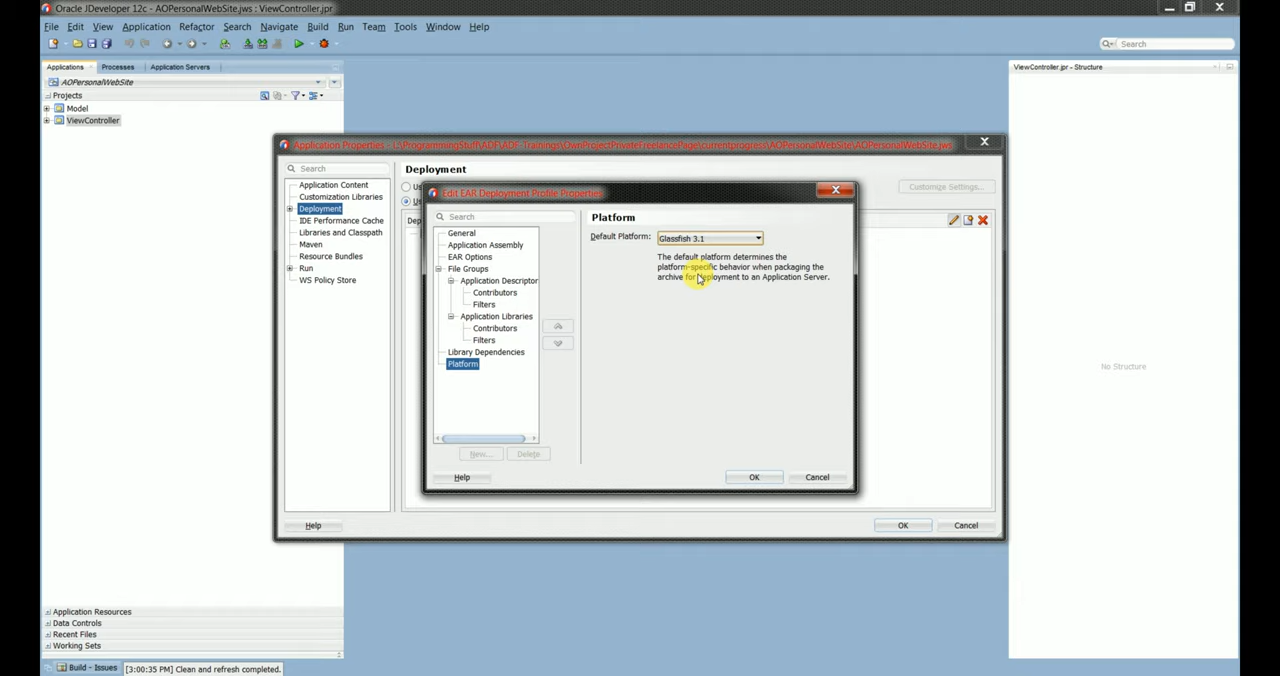 Oracle JDeveloper 12c - AOPersonalWebSite.jws : ViewController.jpr
File Edit View Application Refactor Search Navigate Build Run Team Tools Window Help
Search
Applications Processes Application Servers
AOPersonalWebSite
Projects
Model
ViewController
Application Resources
Data Controls
Recent Files
Working Sets
Build - Issues
[3:00:35 PM] Clean and refresh completed.
ViewController.jpr - Structure
No Structure
Search
Application Content
Customization Libraries
Deployment
IDE Performance Cache
Libraries and Classpath
Maven
Resource Bundles
Run
WS Policy Store
Deployment
Customize Settings...
Help
OK
Cancel
Edit EAR Deployment Profile Properties
Search
General
Application Assembly
EAR Options
File Groups
Application Descriptor
Contributors
Filters
Application Libraries
Contributors
Filters
Library Dependencies
Platform
New...
Delete
Platform
Default Platform: Glassfish 3.1
The default platform determines the
platform-specific behavior when packaging the
archive for deployment to an Application Server.
Help
OK
Cancel